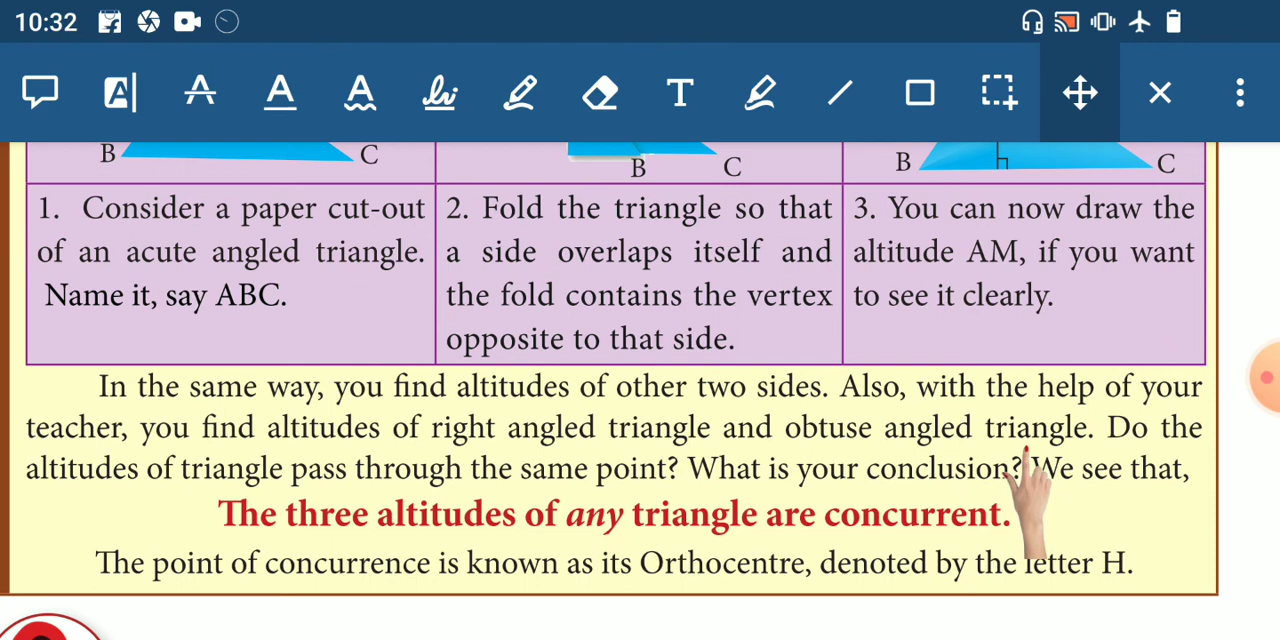 10:32
A
A
A
A
T
B
C
B
C
B
C
1. Consider a paper cut-out
of an acute angled triangle.
Name it, say ABC.
2. Fold the triangle so that
a side overlaps itself and
the fold contains the vertex
opposite to that side.
3. You can now draw the
altitude AM, if you want
to see it clearly.
In the same way, you find altitudes of other two sides. Also, with the help of your
teacher, you find altitudes of right angled triangle and obtuse angled triangle. Do the
altitudes of triangle pass through the same point? What is your conclusion? We see that,
The three altitudes of any triangle are concurrent.
The point of concurrence is known as its Orthocentre, denoted by the letter H.